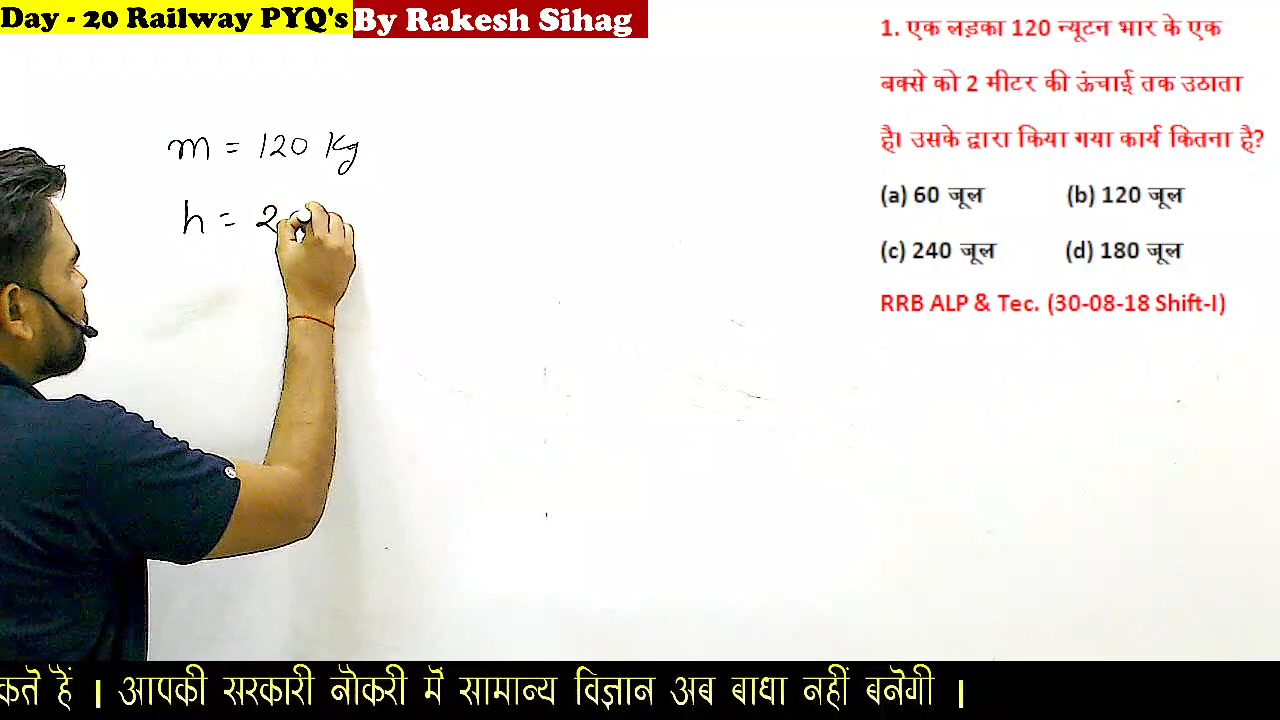 Day - 20 Railway PYQ's By Rakesh Sihag
1. एक लड़का 120 न्यूटन भार के एक
बक्से को 2 मीटर की ऊंचाई तक उठाता
है। उसके द्वारा किया गया कार्य कितना है?
(a) 60 जूल (b) 120 जूल
(c) 240 जूल (d) 180 जूल
RRB ALP & Tec. (30-08-18 Shift-I)
m = 120 Kg
h = 2
कते हैं । आपकी सरकारी नौकरी में सामान्य विज्ञान अब बाधा नहीं बनेगी ।